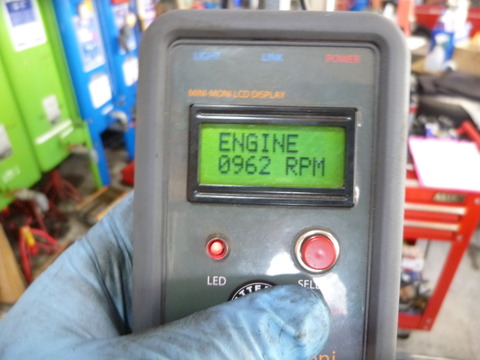 LIGHT LINK POWER
MINI-MONI LCD DISPLAY
ENGINE
0962 RPM
LED